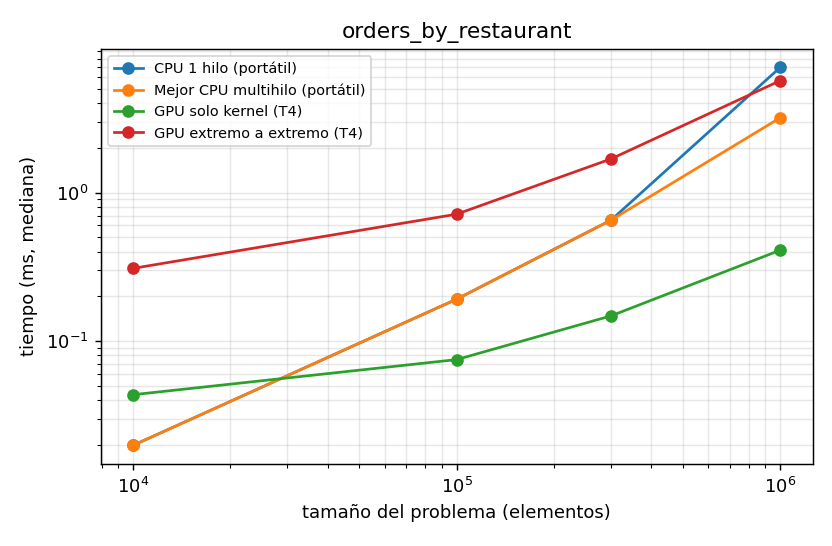 orders_by_restaurant
CPU 1 hilo (portátil)
Mejor CPU multihilo (portátil)
GPU solo kernel (T4)
GPU extremo a extremo (T4)
tiempo (ms, mediana)
10⁰
10⁻¹
10⁴ 10⁵ 10⁶
tamaño del problema (elementos)